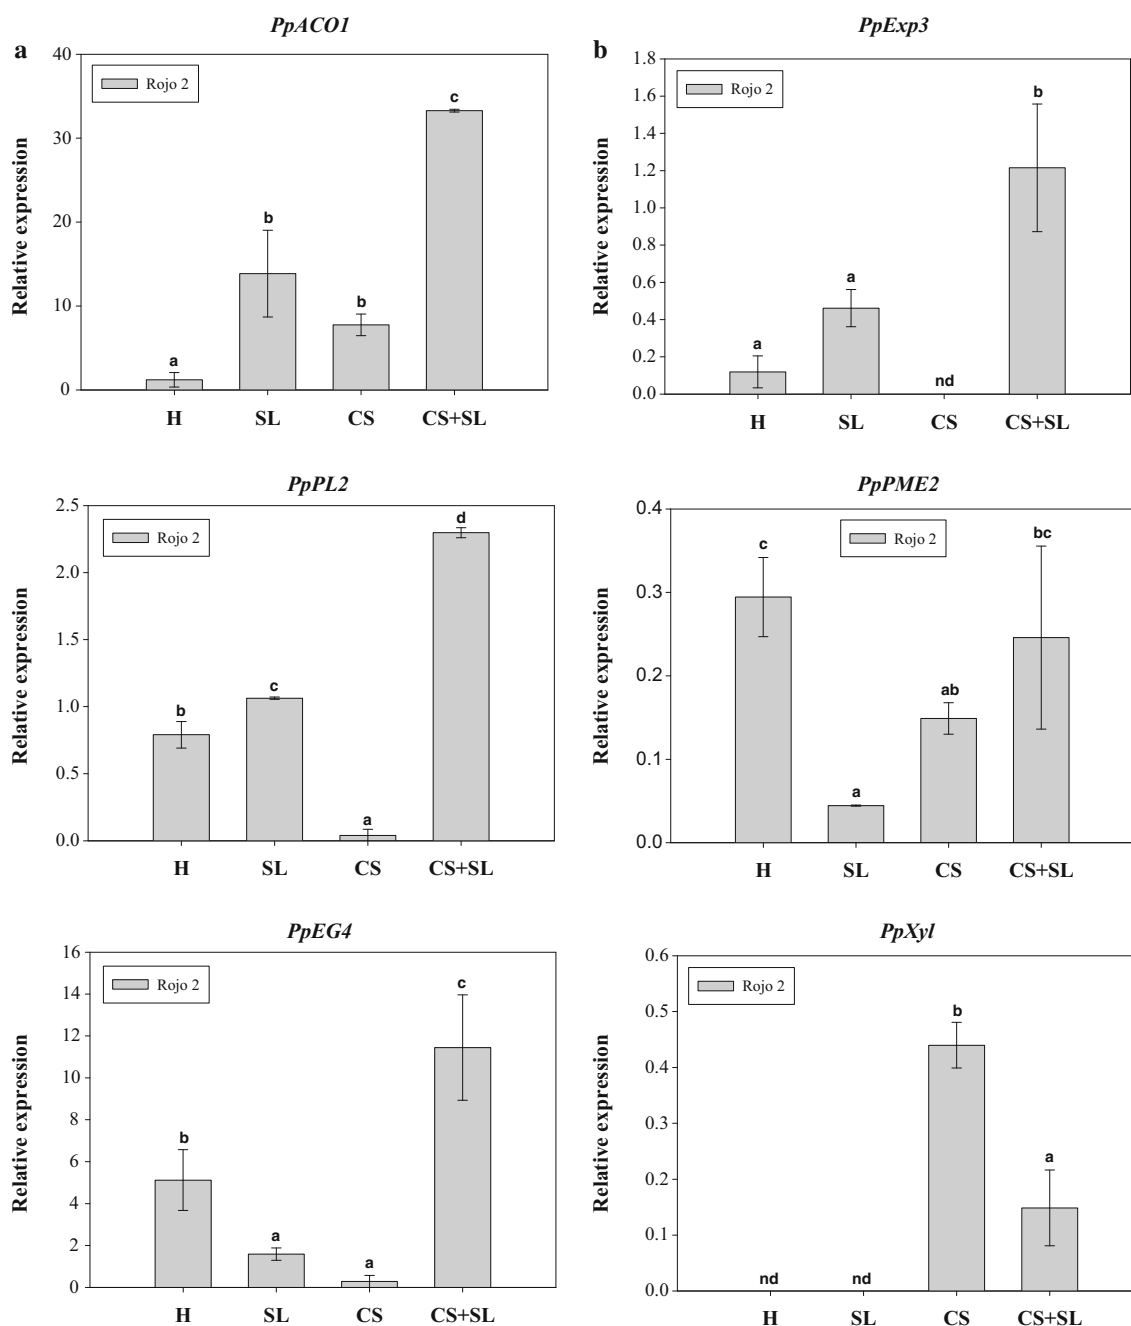 a
PpACO1
Relative expression
40
30
20
10
0
Rojo 2
a
b
b
c
H SL CS CS+SL
b
PpExp3
Relative expression
1.8
1.6
1.4
1.2
1.0
0.8
0.6
0.4
0.2
0.0
Rojo 2
a
a
nd
b
H SL CS CS+SL
PpPL2
Relative expression
2.5
2.0
1.5
1.0
0.5
0.0
Rojo 2
b
c
a
d
H SL CS CS+SL
PpPME2
Relative expression
0.4
0.3
0.2
0.1
0.0
Rojo 2
c
a
ab
bc
H SL CS CS+SL
PpEG4
Relative expression
16
14
12
10
8
6
4
2
0
Rojo 2
b
a
a
c
H SL CS CS+SL
PpXyl
Relative expression
0.6
0.5
0.4
0.3
0.2
0.1
0.0
Rojo 2
nd
nd
b
a
H SL CS CS+SL